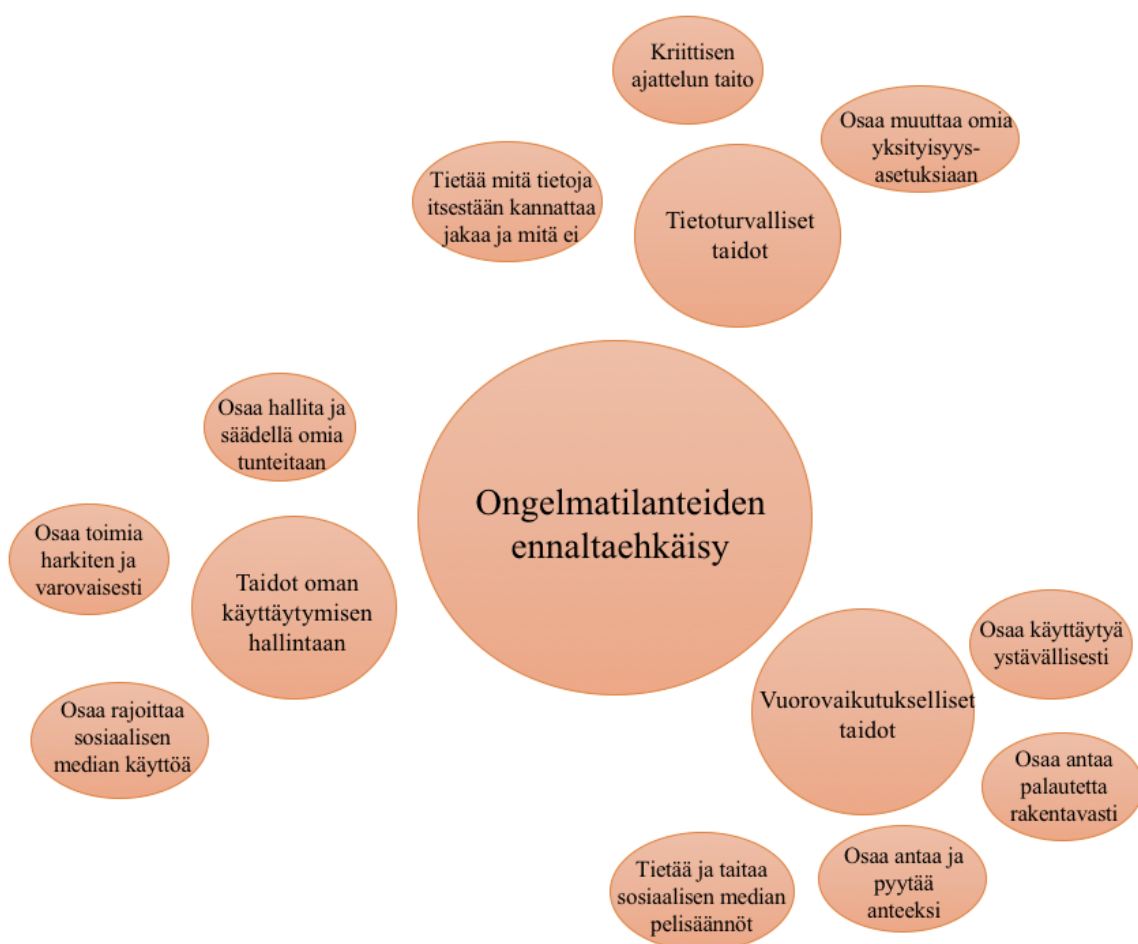 Kriittisen
ajattelun taito
Osaa muuttaa omia
yksityisyys-
asetuksiaan
Tietää mitä tietoja
itsestään kannattaa
jakaa ja mitä ei
Tietoturvalliset
taidot
Osaa hallita ja
säädellä omia
tunteitaan
Ongelmatilanteiden
ennaltaehkäisy
Osaa toimia
harkiten ja
varovaisesti
Taidot oman
käyttäytymisen
hallintaan
Osaa rajoittaa
sosiaalisen
median käyttöä
Osaa käyttäytyä
ystävällisesti
Vuorovaikutukselliset
taidot
Osaa antaa
palautetta
rakentavasti
Osaa antaa ja
pyytää
anteeksi
Tietää ja taitaa
sosiaalisen median
pelisäännöt